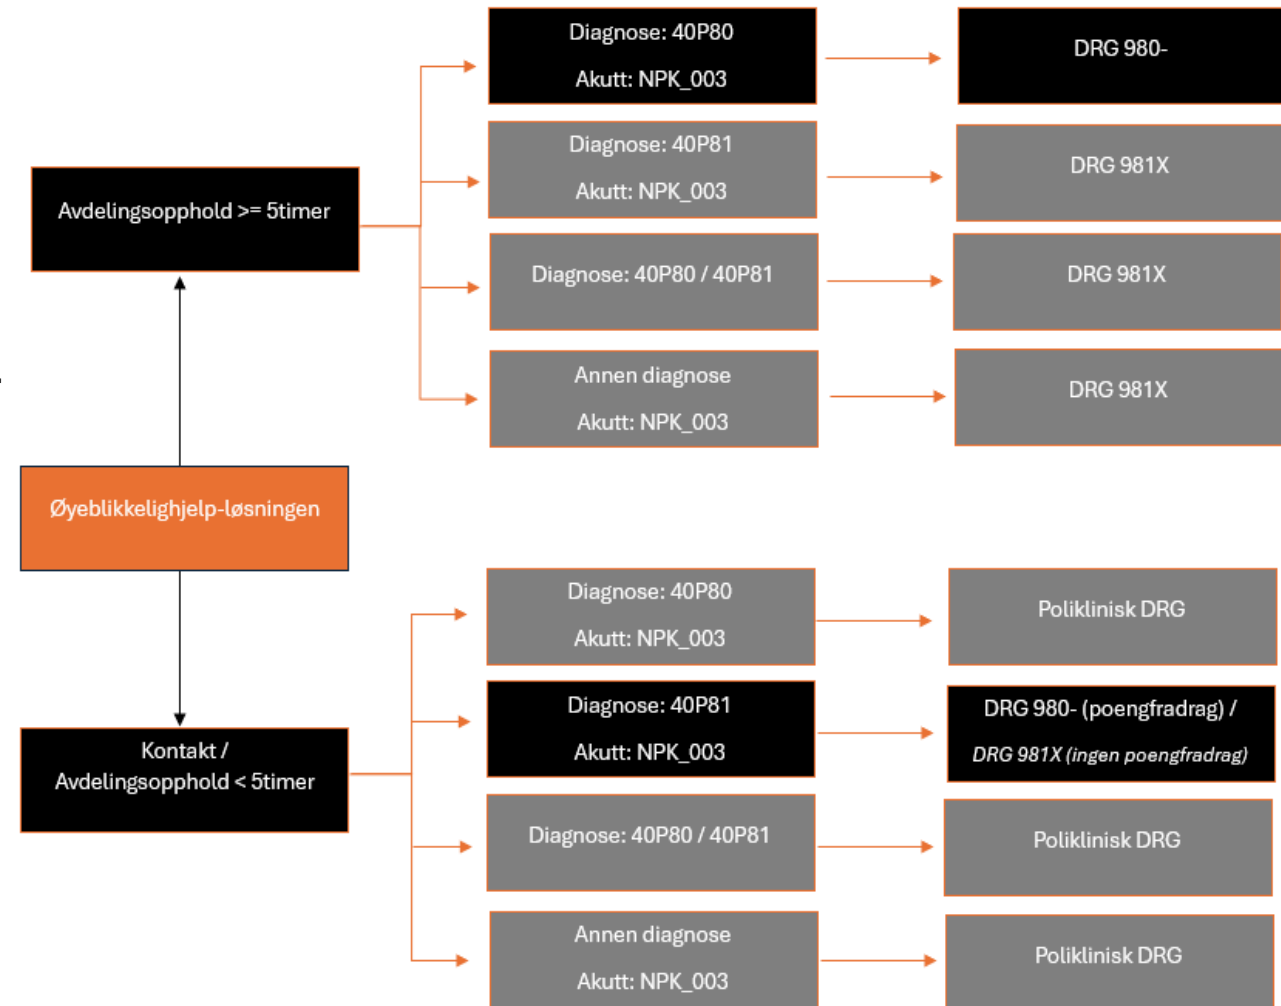 Diagnose: 40P80
Akutt: NPK_003
DRG 980-
Diagnose: 40P81
Akutt: NPK_003
DRG 981X
Avdelingsopphold >= 5timer
Diagnose: 40P80 / 40P81
DRG 981X
Annen diagnose
Akutt: NPK_003
DRG 981X
Øyeblikkelighjelp-løsningen
Diagnose: 40P80
Akutt: NPK_003
Poliklinisk DRG
Diagnose: 40P81
Akutt: NPK_003
DRG 980- (poengfradrag) /
DRG 981X (ingen poengfradrag)
Kontakt /
Avdelingsopphold < 5timer
Diagnose: 40P80 / 40P81
Poliklinisk DRG
Annen diagnose
Akutt: NPK_003
Poliklinisk DRG